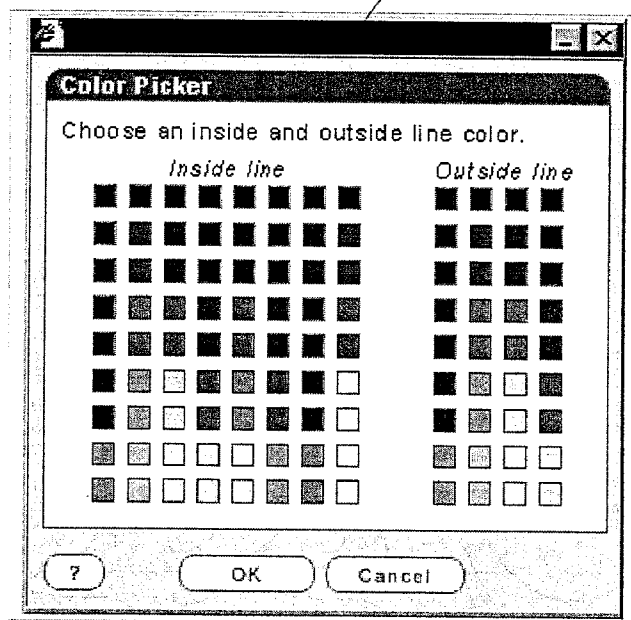 Color Picker
Choose an inside and outside line color.
Inside line Outside line
? OK Cancel